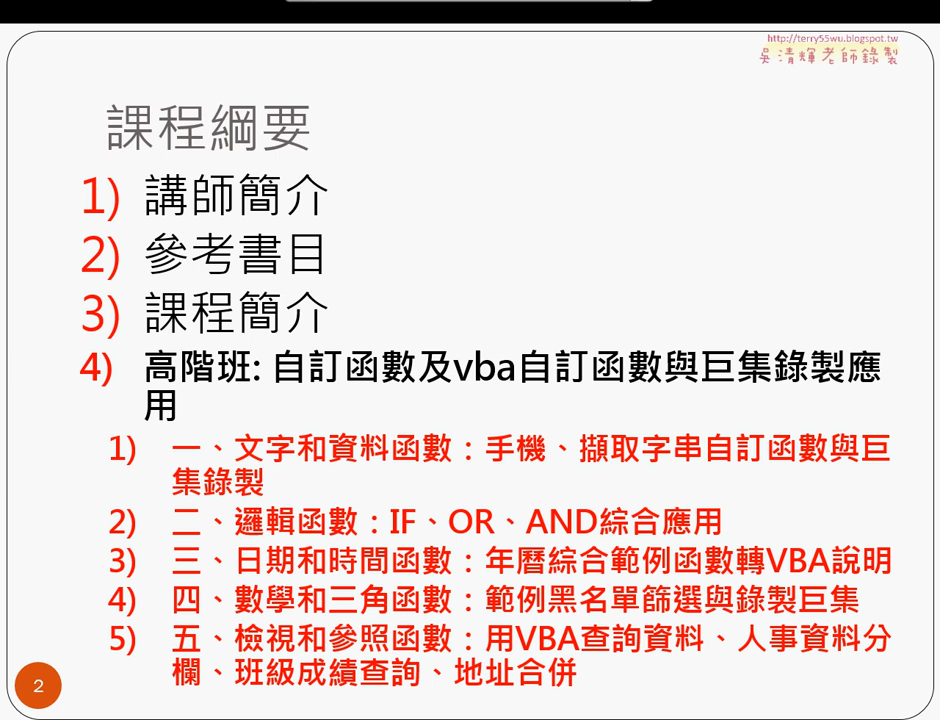 http://terry55wu.blogspot.tw
吳清輝老師錄製
課程綱要
1) 講師簡介
2) 參考書目
3) 課程簡介
4) 高階班: 自訂函數及vba自訂函數與巨集錄製應
用
1) 一、文字和資料函數：手機、擷取字串自訂函數與巨
集錄製
2) 二、邏輯函數：IF、OR、AND綜合應用
3) 三、日期和時間函數：年曆綜合範例函數轉VBA說明
4) 四、數學和三角函數：範例黑名單篩選與錄製巨集
5) 五、檢視和參照函數：用VBA查詢資料、人事資料分
欄、班級成績查詢、地址合併
2